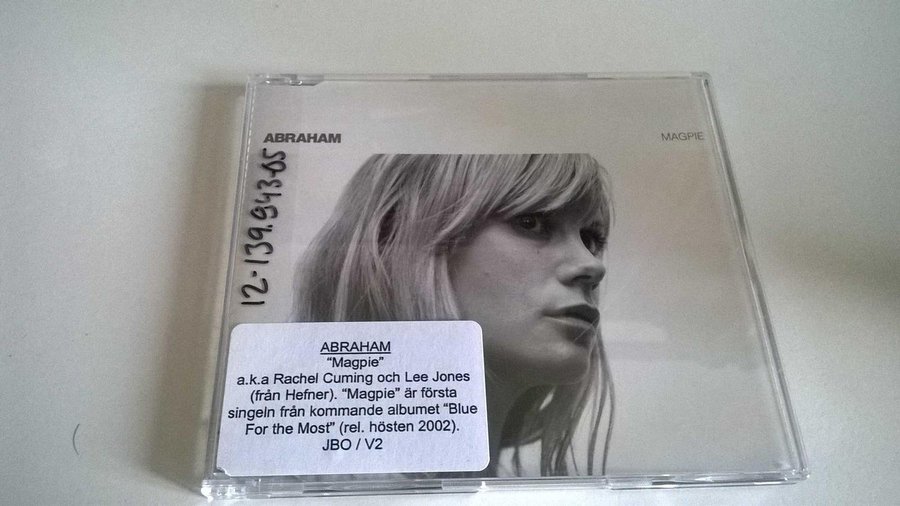 ABRAHAM
MAGPIE
12-139.943-05
ABRAHAM
“Magpie”
a.k.a Rachel Cuming och Lee Jones
(från Hefner). “Magpie” är första
singeln från kommande albumet “Blue
For the Most” (rel. hösten 2002).
JBO / V2